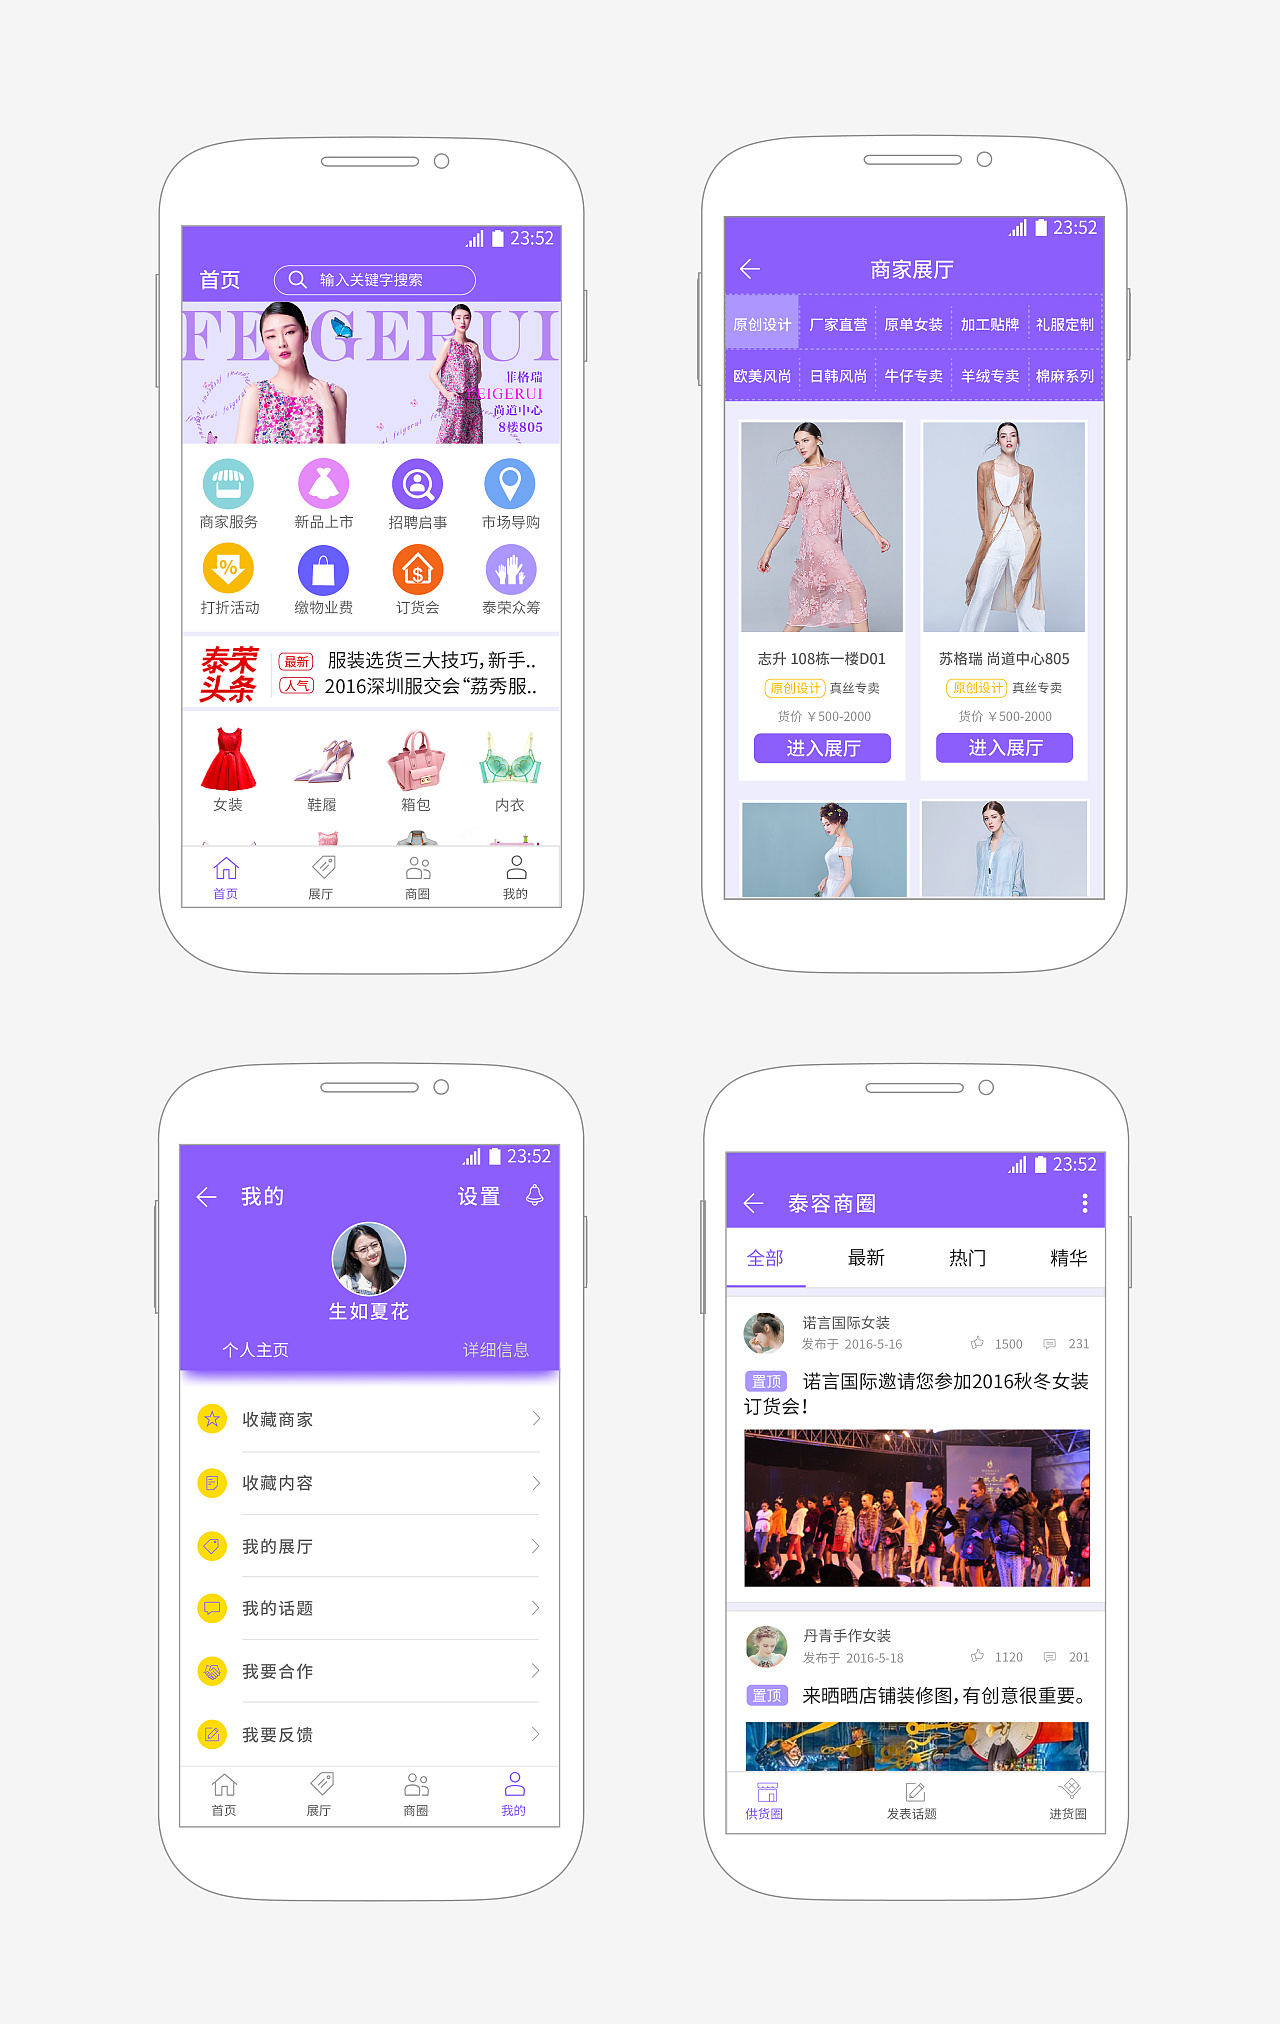 23:52
首页
输入关键字搜索
FEIGERUI
菲格瑞
FEIGERUI
尚道中心
8楼805
商家服务 新品上市 招聘启事 市场导购
打折活动 缴物业费 订货会 泰荣众筹
泰荣头条
最新 服装选货三大技巧,新手..
人气 2016深圳服交会“荔秀服..
女装 鞋履 箱包 内衣
首页 展厅 商圈 我的
23:52
商家展厅
原创设计 厂家直营 原单女装 加工贴牌 礼服定制
欧美风尚 日韩风尚 牛仔专卖 羊绒专卖 棉麻系列
志升 108栋一楼D01
原创设计 真丝专卖
货价 ￥500-2000
进入展厅
苏格瑞 尚道中心805
原创设计 真丝专卖
货价 ￥500-2000
进入展厅
23:52
我的 设置
生如夏花
个人主页 详细信息
收藏商家
收藏内容
我的展厅
我的话题
我要合作
我要反馈
首页 展厅 商圈 我的
23:52
泰容商圈
全部 最新 热门 精华
诺言国际女装
发布于 2016-5-16 1500 231
置顶 诺言国际邀请您参加2016秋冬女装
订货会！
丹青手作女装
发布于 2016-5-18 1120 201
置顶 来晒晒店铺装修图,有创意很重要。
供货圈 发表话题 进货圈